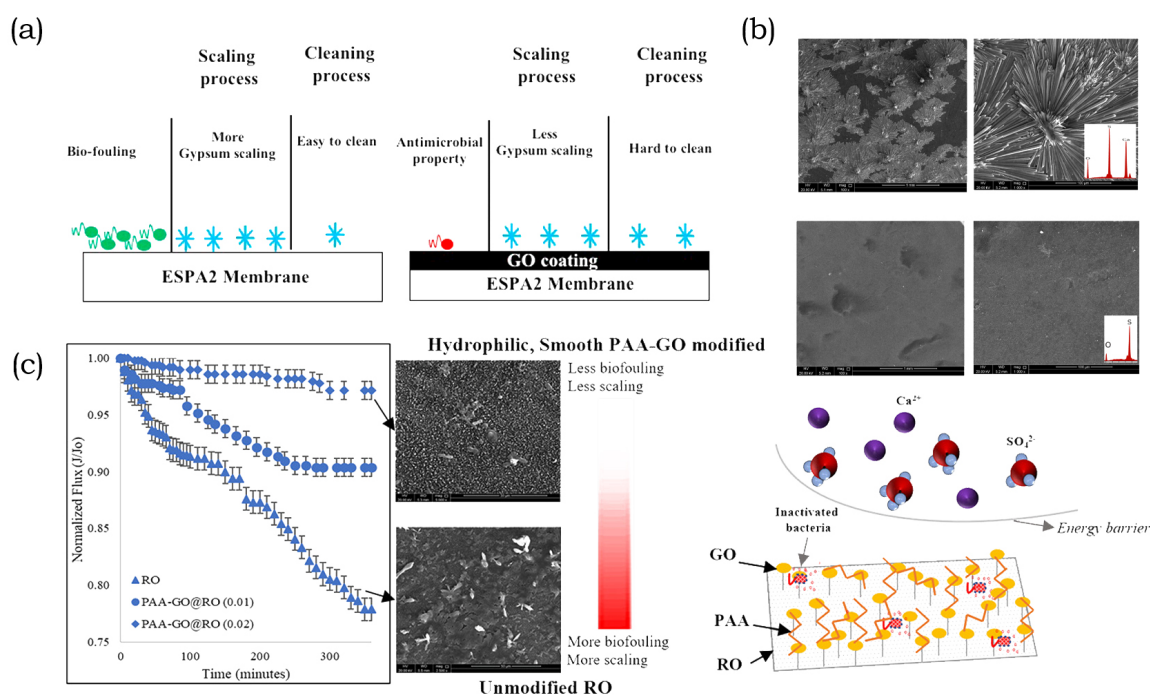 (a)
Scaling
process
Cleaning
process
Scaling
process
Cleaning
process
Bio-fouling
More
Gypsum scaling
Easy to clean
Antimicrobial
property
Less
Gypsum scaling
Hard to clean
ESPA2 Membrane
GO coating
ESPA2 Membrane
(b)
O
S
Ca²⁺
SO₄²⁻
Energy barrier
Inactivated
bacteria
GO
PAA
RO
(c)
Hydrophilic, Smooth PAA-GO modified
Less biofouling
Less scaling
More biofouling
More scaling
Unmodified RO
Normalized Flux (J/Jo)
1.00
0.95
0.90
0.85
0.80
0.75
RO
PAA-GO@RO (0.01)
PAA-GO@RO (0.02)
0
100
200
300
Time (minutes)